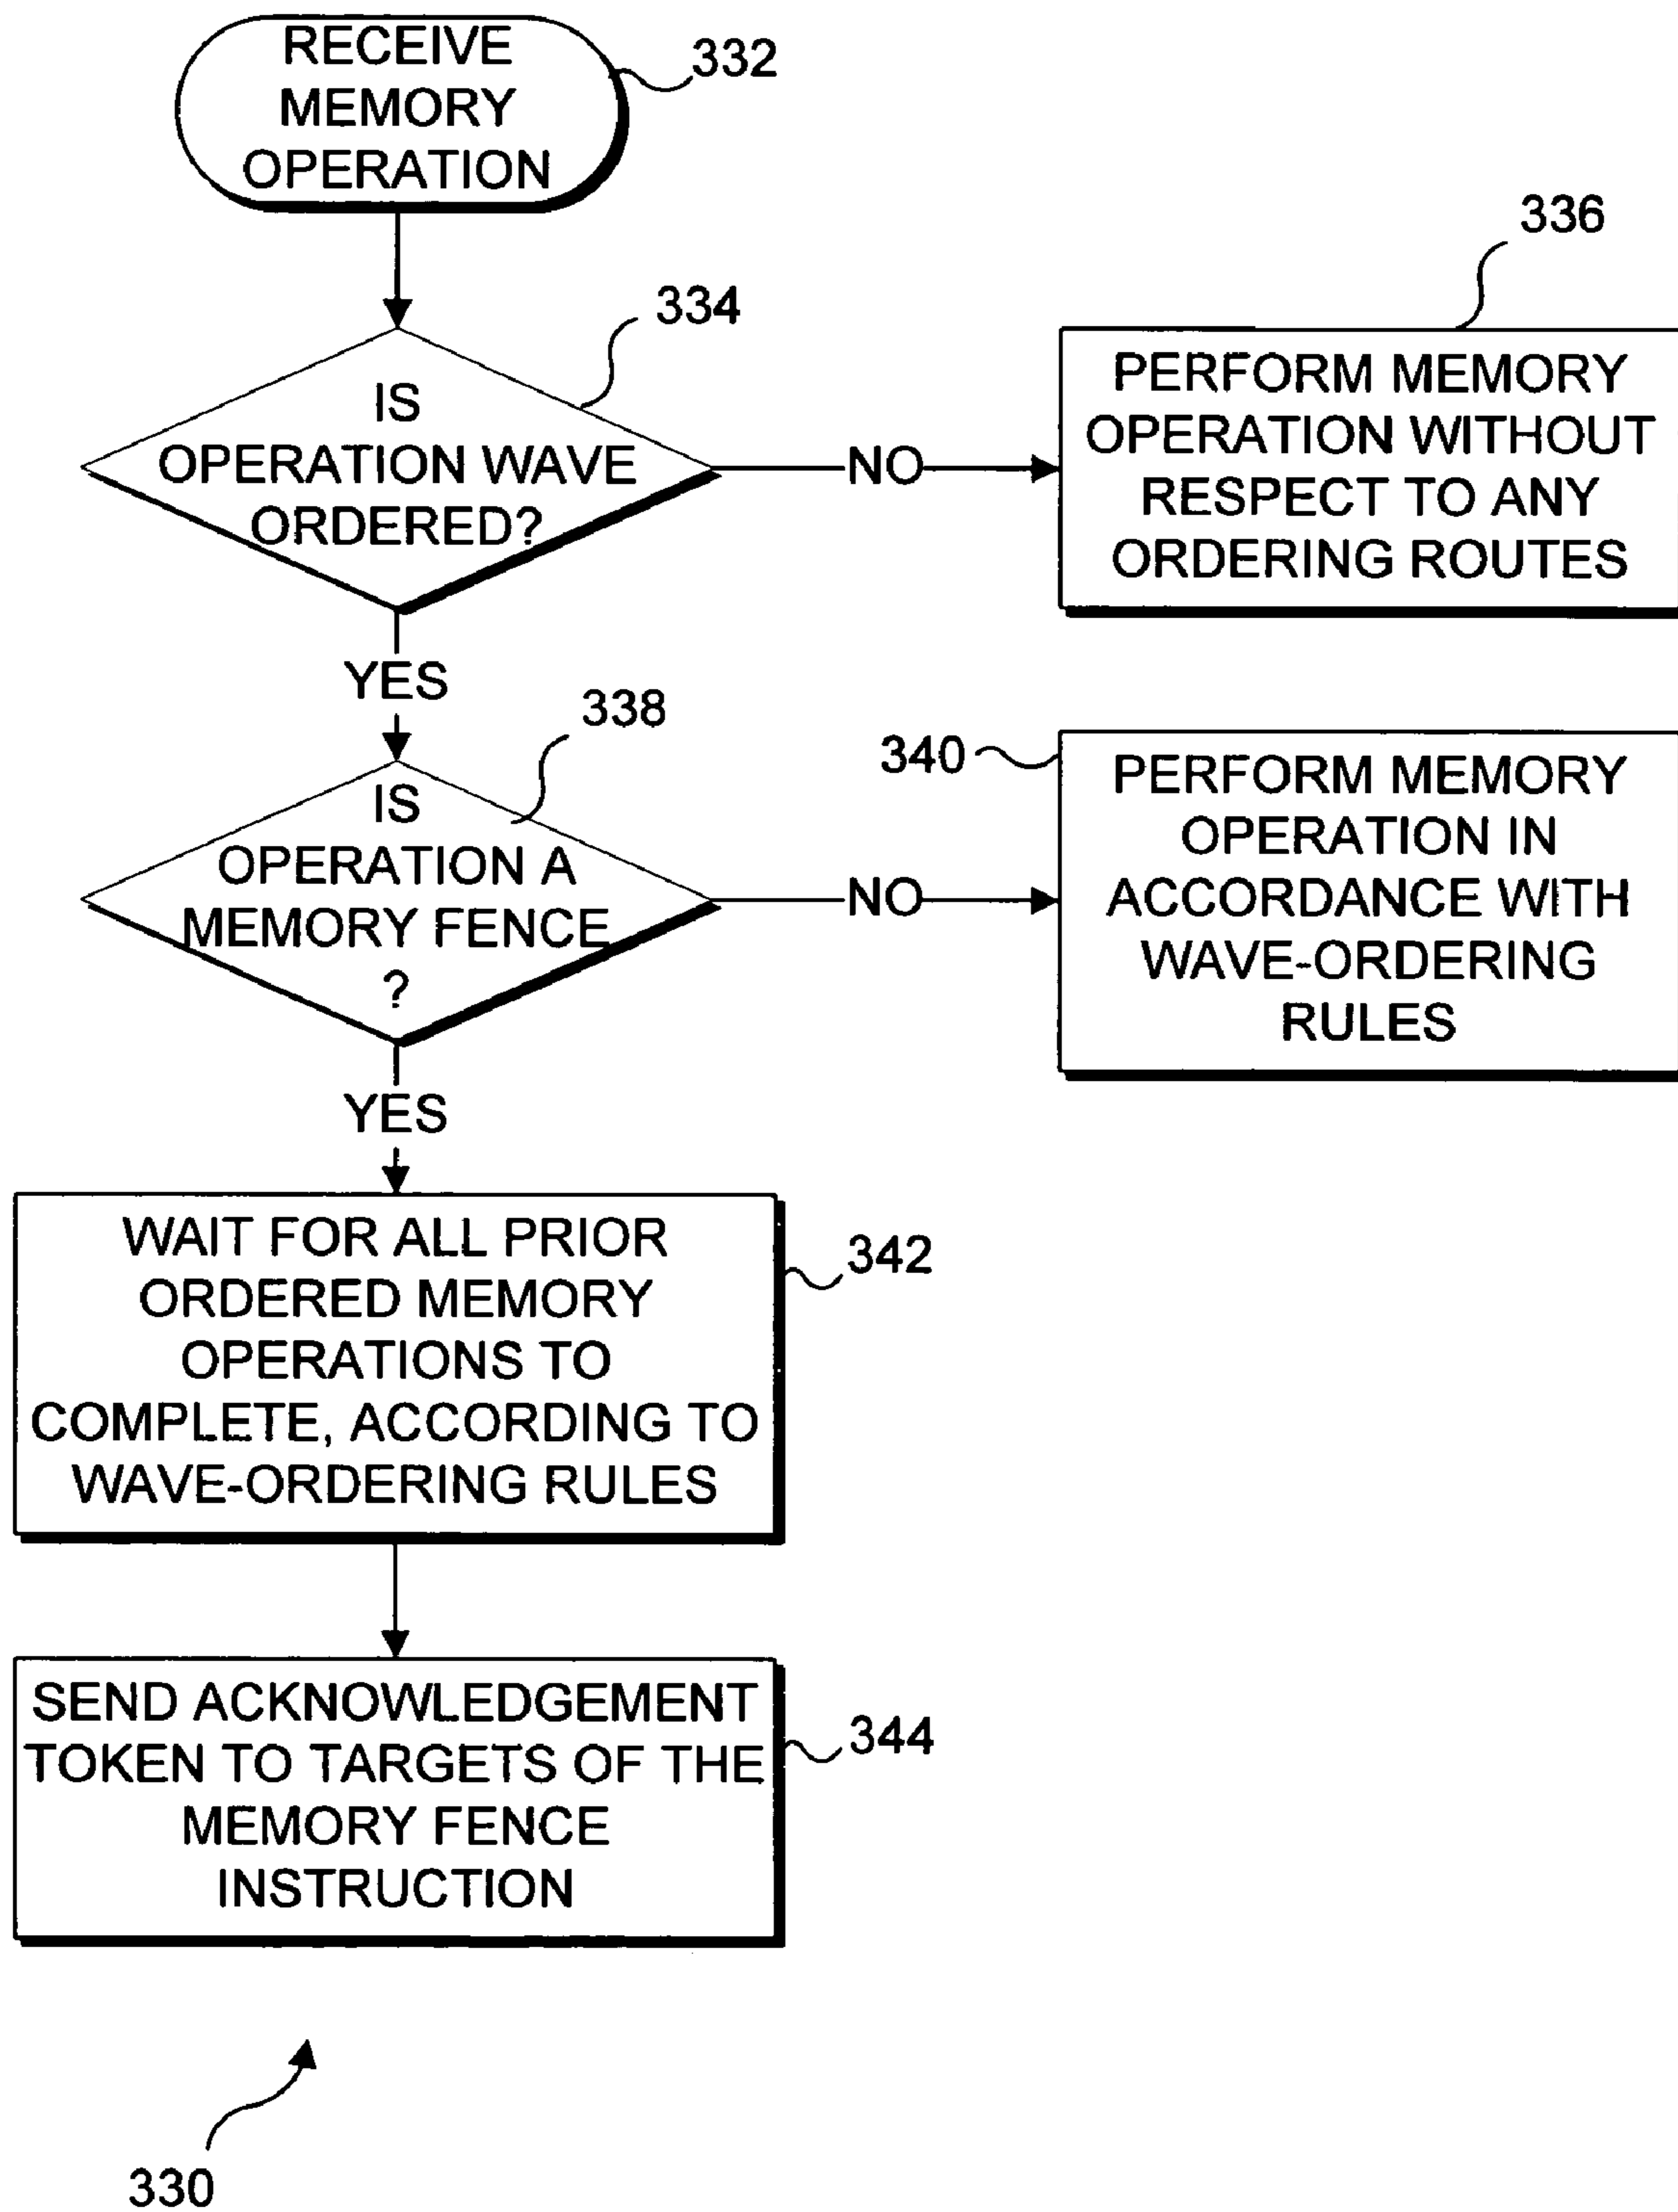 RECEIVE
MEMORY
OPERATION
332
334
IS
OPERATION WAVE
ORDERED?
NO
336
PERFORM MEMORY
OPERATION WITHOUT
RESPECT TO ANY
ORDERING ROUTES
YES
338
IS
OPERATION A
MEMORY FENCE
?
NO
340
PERFORM MEMORY
OPERATION IN
ACCORDANCE WITH
WAVE-ORDERING
RULES
YES
WAIT FOR ALL PRIOR
ORDERED MEMORY
OPERATIONS TO
COMPLETE, ACCORDING TO
WAVE-ORDERING RULES
342
SEND ACKNOWLEDGEMENT
TOKEN TO TARGETS OF THE
MEMORY FENCE
INSTRUCTION
344
330